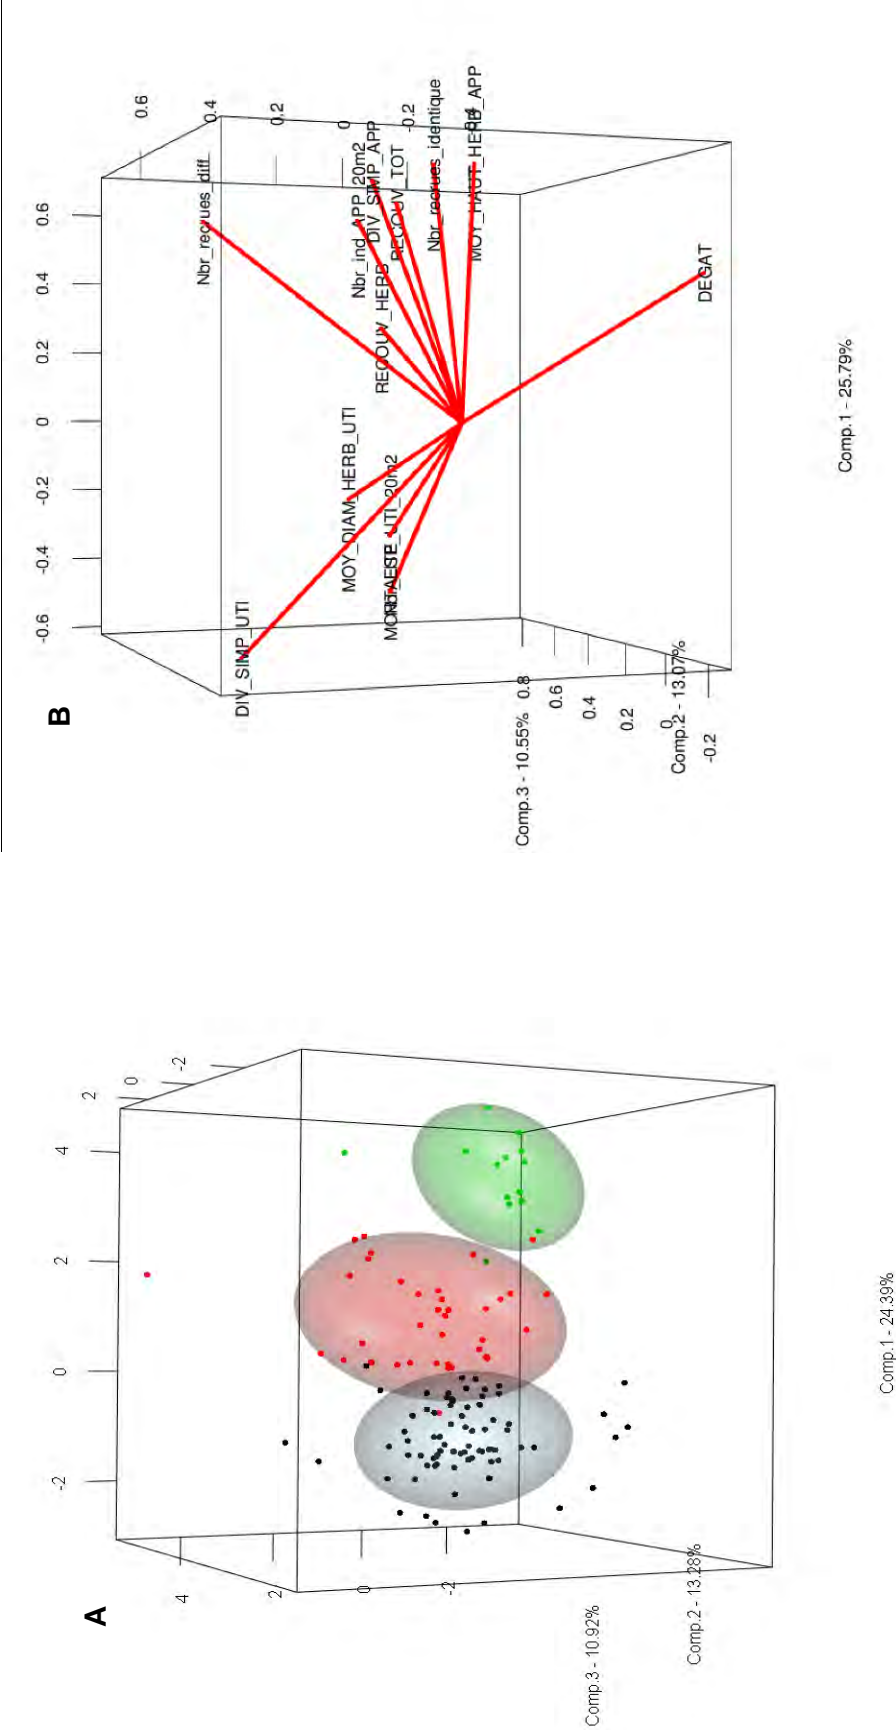 B
0.6
0.4
0.2
0
-0.2
-0.4
-0.6
0.6
0.4
0.2
0
-0.2
Nbr_recrues_diff
Nbr_ind_APP_20m2
DIV_SIMP_APP
RECOUV_TOT
Nbr_recrues_identique
MOY_HAUT_HERB_APP
RECOUV_HERB
DEGAT
MOY_DIAM_HERB_UTI
DIV_SIMP_UTI
0.8
0.6
0.4
0.2
0
-0.2
Comp.1 - 25.79%
Comp.2 - 13.07%
Comp.3 - 10.55%
A
4
2
0
-2
2
0
-2
4
2
0
-2
Comp.1 - 24.39%
Comp.2 - 13.28%
Comp.3 - 10.92%